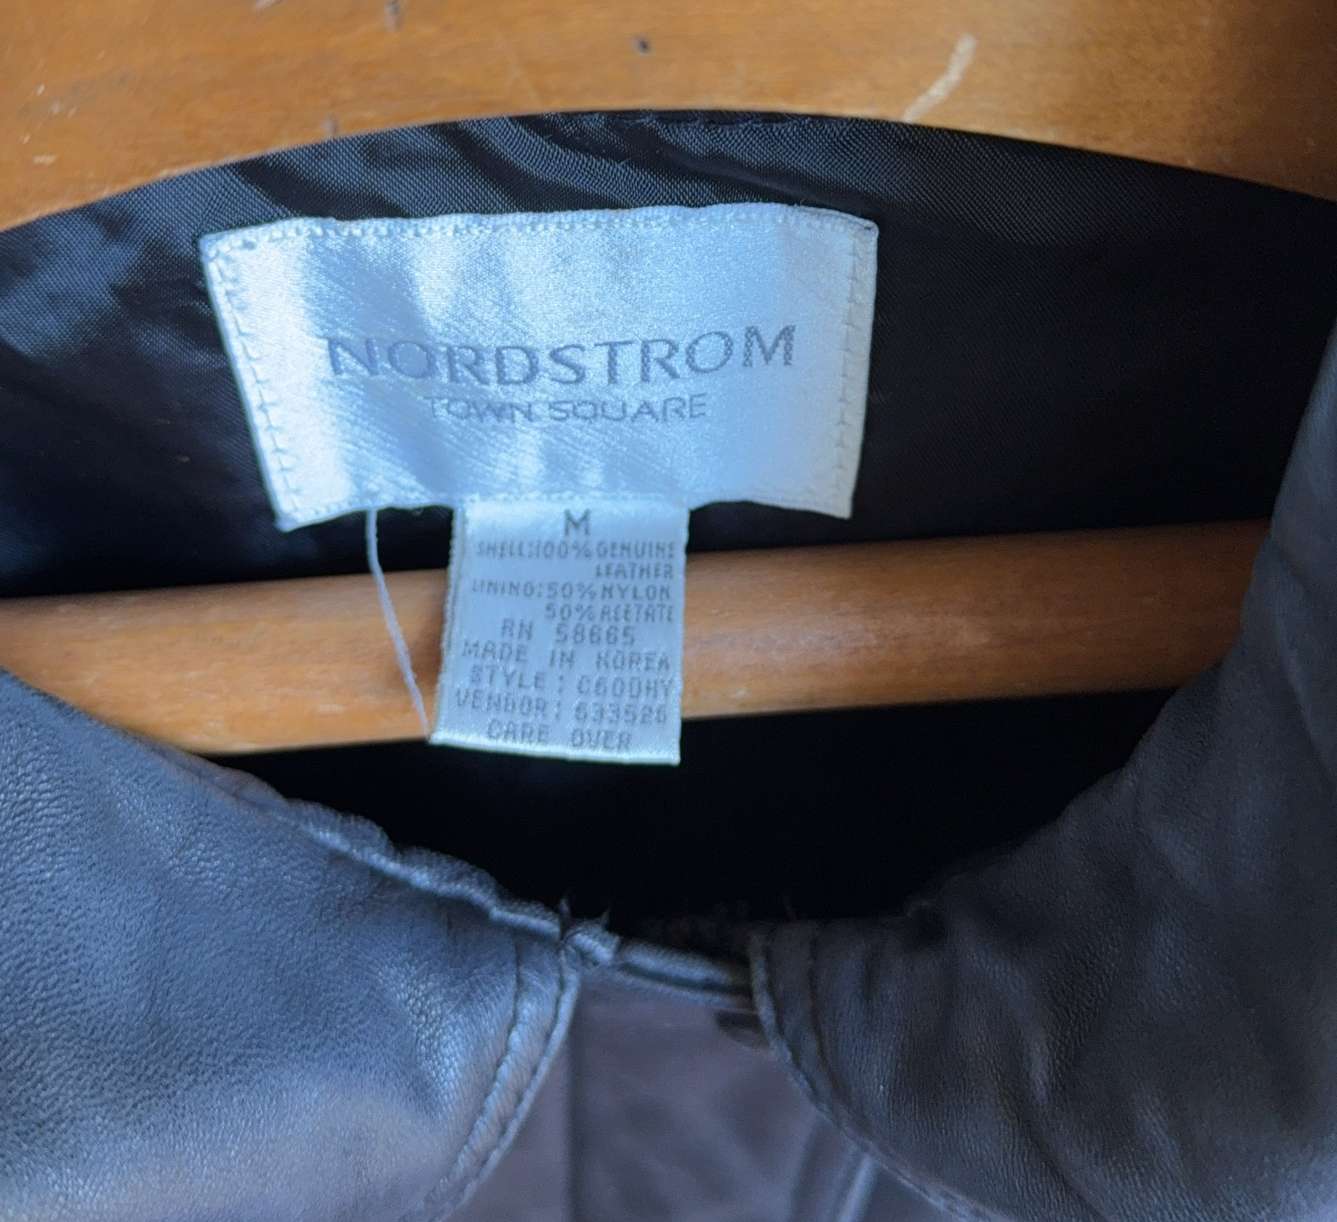 NORDSTROM
TOWN SQUARE
M
SHELL:100% GENUINE
LEATHER
LINING:50% NYLON
50% ACETATE
RN 58665
MADE IN KOREA
STYLE: C60DHY
VENDOR: 633526
CARE OVER